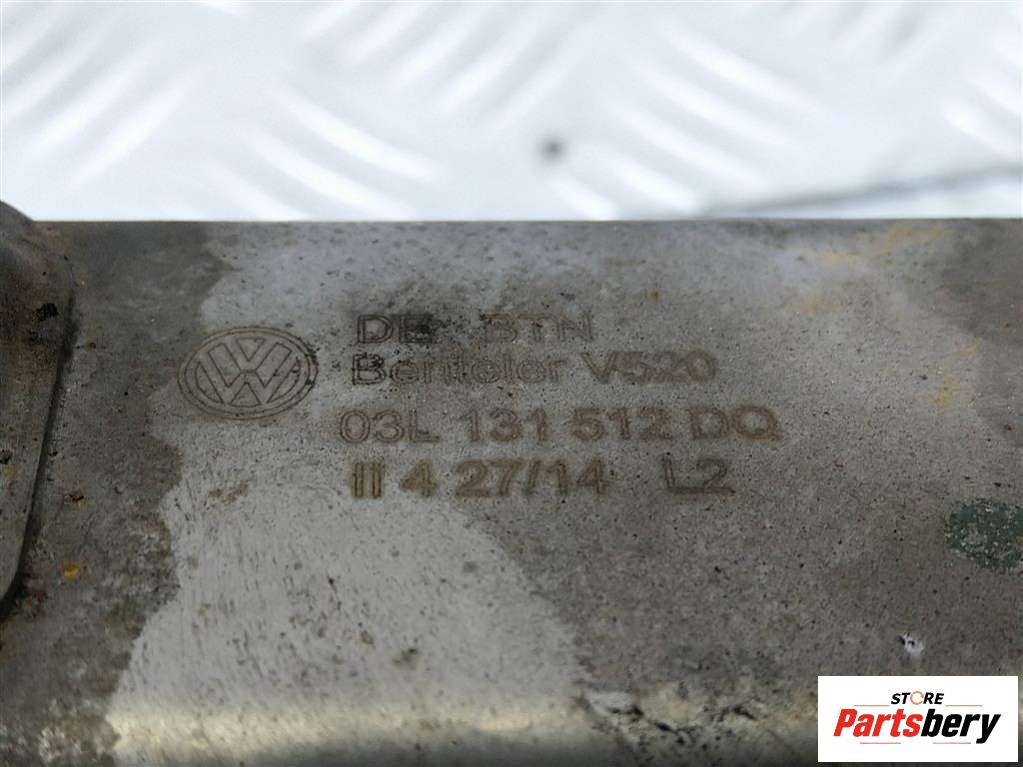 DE BTN
Benteler V520
03L 131 512 DQ
II 4 27/14 L2
STORE
Partsbery